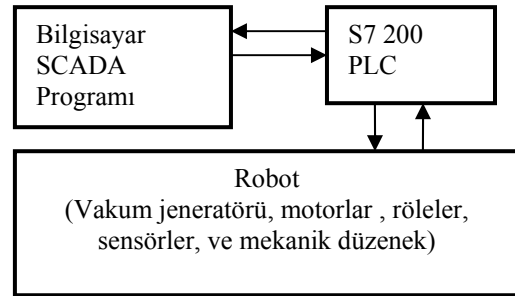 Bilgisayar
SCADA
Programı
S7 200
PLC
Robot
(Vakum jeneratörü, motorlar , röleler,
sensörler, ve mekanik düzenek)